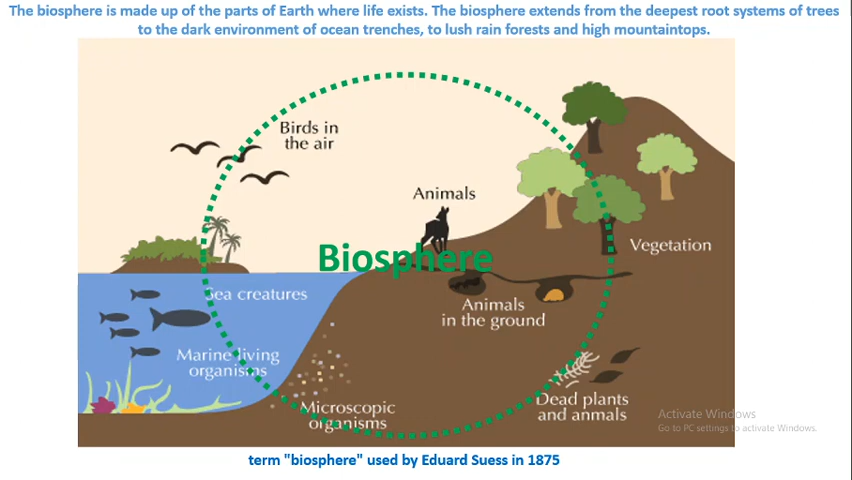 The biosphere is made up of the parts of Earth where life exists. The biosphere extends from the deepest root systems of trees
to the dark environment of ocean trenches, to lush rain forests and high mountaintops.
Birds in
the air
Animals
Biosphere
Vegetation
Sea creatures
Animals
in the ground
Marine living
organisms
Microscopic
organisms
Dead plants
and anmals
Activate Windows
Go to PC settings to activate Windows.
term "biosphere" used by Eduard Suess in 1875